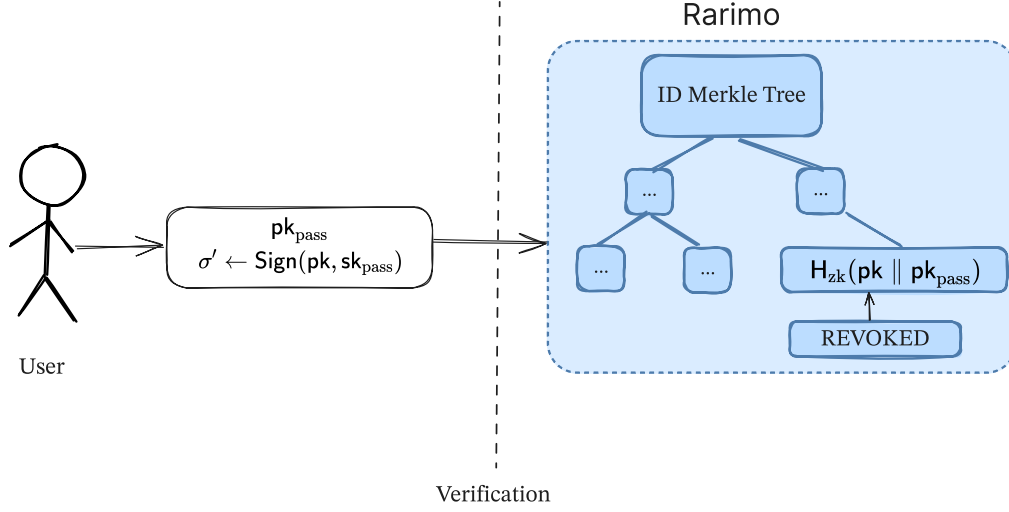 Rarimo
ID Merkle Tree
...
...
pk_pass
σ′ ← Sign(pk, sk_pass)
...
...
H_zk(pk ∥ pk_pass)
REVOKED
User
Verification